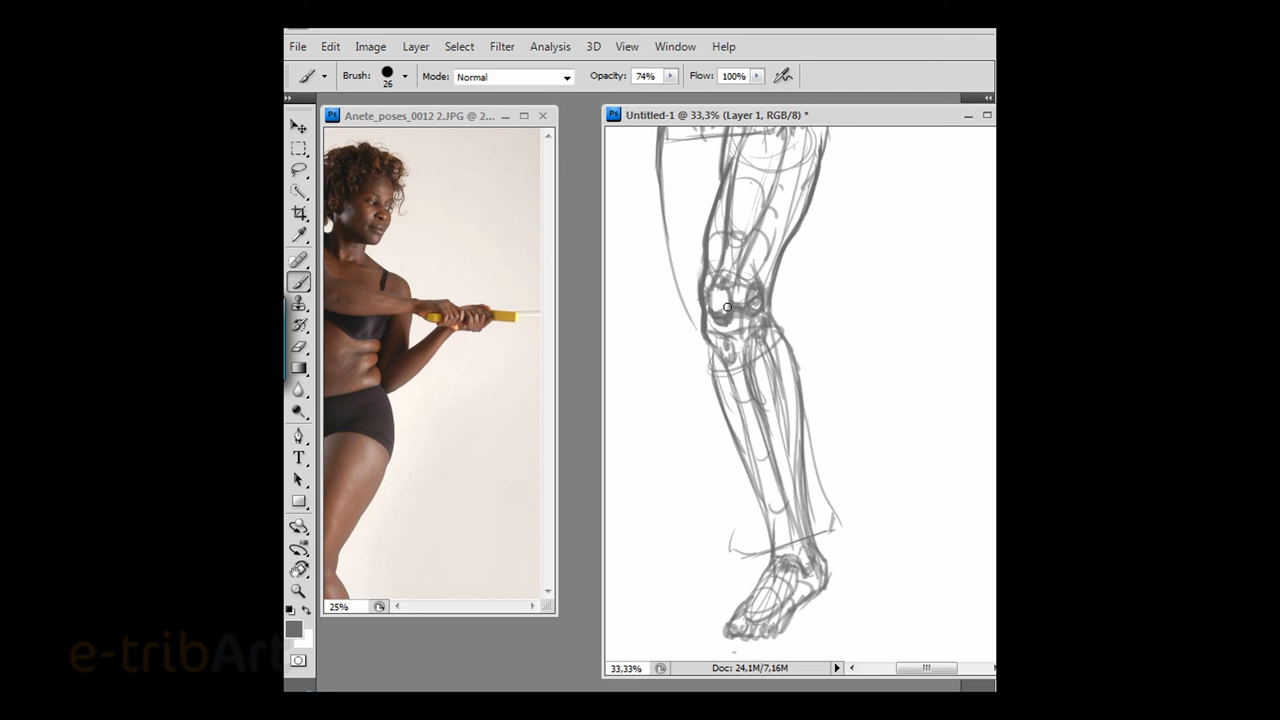 File Edit Image Layer Select Filter Analysis 3D View Window Help
Brush: 26 Mode: Normal Opacity: 74% Flow: 100%
Ps Anete_poses_0012 2.JPG @ 2...
Ps Untitled-1 @ 33,3% (Layer 1, RGB/8) *
T
25%
33,33% Doc: 24,1M/7,16M
e-tribArt